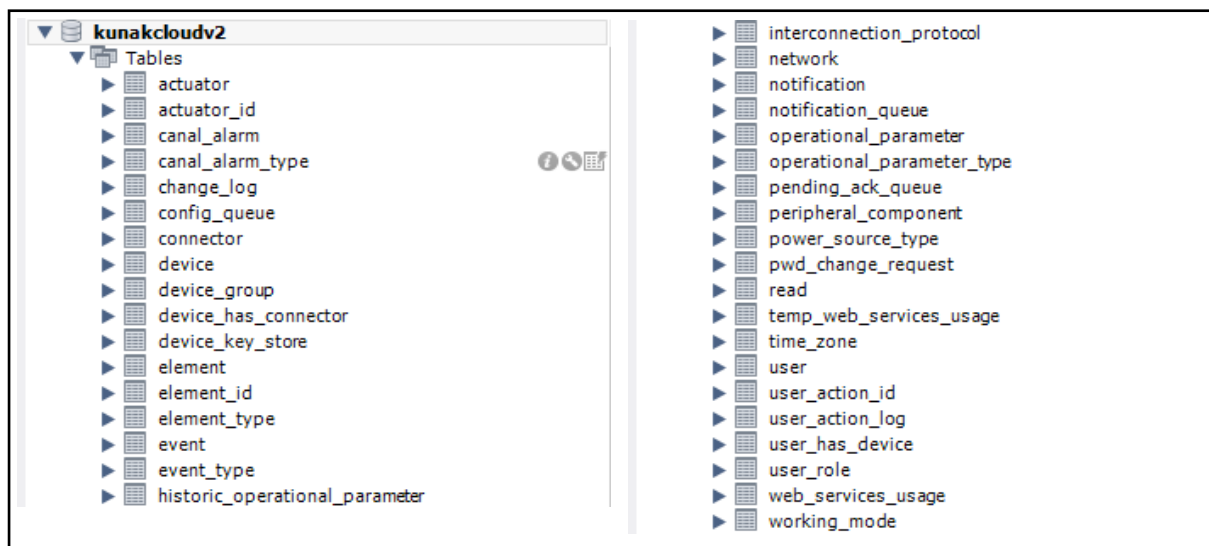 kunakcloudv2
Tables
actuator
actuator_id
canal_alarm
canal_alarm_type
change_log
config_queue
connector
device
device_group
device_has_connector
device_key_store
element
element_id
element_type
event
event_type
historic_operational_parameter
interconnection_protocol
network
notification
notification_queue
operational_parameter
operational_parameter_type
pending_ack_queue
peripheral_component
power_source_type
pwd_change_request
read
temp_web_services_usage
time_zone
user
user_action_id
user_action_log
user_has_device
user_role
web_services_usage
working_mode